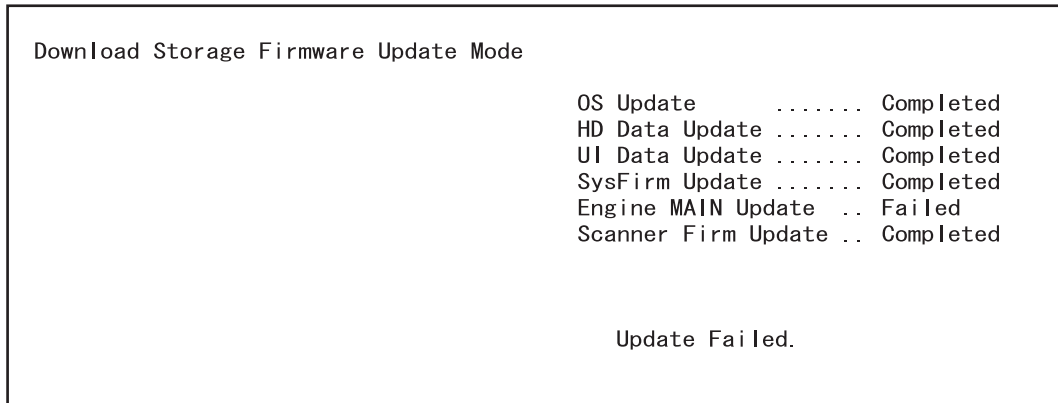 Download Storage Firmware Update Mode
OS Update ....... Completed
HD Data Update ....... Completed
UI Data Update ....... Completed
SysFirm Update ....... Completed
Engine MAIN Update .. Failed
Scanner Firm Update .. Completed
Update Failed.